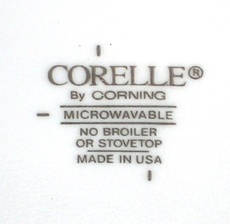 CORELLE®
By CORNING
MICROWAVABLE
NO BROILER
OR STOVETOP
MADE IN USA